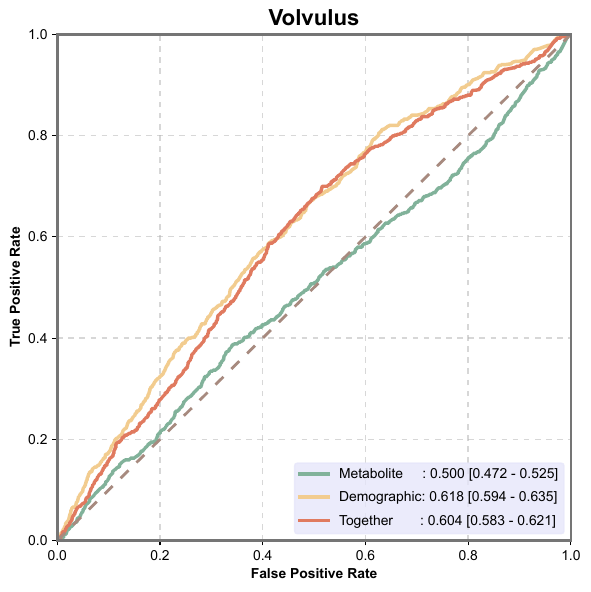 Volvulus
1.0
0.8
0.6
0.4
0.2
0.0
True Positive Rate
Metabolite : 0.500 [0.472 - 0.525]
Demographic: 0.618 [0.594 - 0.635]
Together : 0.604 [0.583 - 0.621]
0.0 0.2 0.4 0.6 0.8 1.0
False Positive Rate